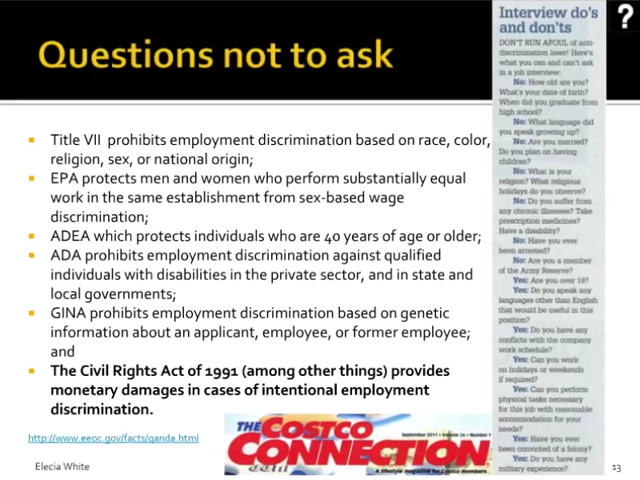 Questions not to ask
Title VII prohibits employment discrimination based on race, color,
religion, sex, or national origin;
EPA protects men and women who perform substantially equal
work in the same establishment from sex-based wage
discrimination;
ADEA which protects individuals who are 40 years of age or older;
ADA prohibits employment discrimination against qualified
individuals with disabilities in the private sector, and in state and
local governments;
GINA prohibits employment discrimination based on genetic
information about an applicant, employee, or former employee;
and
The Civil Rights Act of 1991 (among other things) provides
monetary damages in cases of intentional employment
discrimination.
http://www.eeoc.gov/facts/qanda.html
Elecia White
Interview do's
and don'ts
DON'T RUN AFOUL of anti-
discrimination laws! Here's
what you can and can't ask
in a job interview:
No: How old are you?
What's your date of birth?
When did you graduate from
high school?
No: What language did
you speak growing up?
No: Are you married?
Do you plan on having
children?
No: What is your
religion? What religious
holidays do you observe?
No: Do you suffer from
any chronic illnesses? Take
prescription medicines?
Have a disability?
No: Have you ever
been arrested?
No: Are you a member
of the Army Reserve?
Yes: Are you over 18?
Yes: Do you speak any
languages other than English
that would be useful in this
position?
Yes: Do you have any
conflicts with the company
work schedule?
Yes: Can you work
on holidays or weekends
if required?
Yes: Can you perform
physical tasks necessary
for this job with reasonable
accommodation for your
needs?
Yes: Have you ever
been convicted of a felony?
Yes: Do you have any
military experience?
?
THE COSTCO
September 2011 • Volume 26 • Number
CONNECTION
A lifestyle magazine for Costco members
13